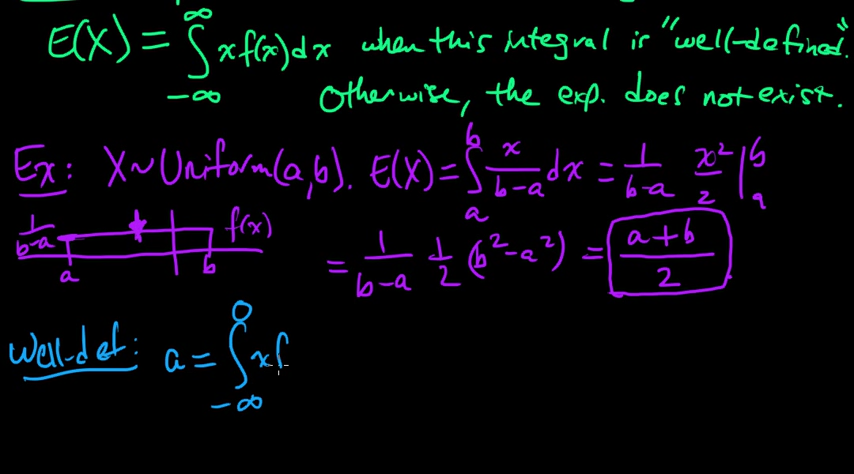 E(X) = ∫_{-∞}^{∞} x f(x) dx when this integral is "well-defined".
Otherwise, the exp. does not exist.
Ex: X ~ Uniform(a,b). E(X) = ∫_a^b x/(b-a) dx = 1/(b-a) x²/2 |_a^b
1/(b-a) f(x)
a b
= 1/(b-a) 1/2 (b² - a²) = (a+b)/2
Well-def: a = ∫_{-∞}^{0} x f